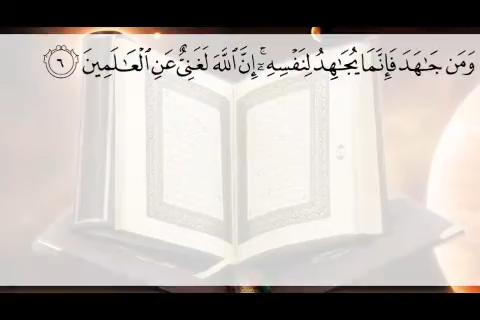 وَمَن جَـٰهَدَ فَإِنَّمَا يُجَـٰهِدُ لِنَفْسِهِۦٓ ۚ إِنَّ ٱللَّهَ لَغَنِىٌّ عَنِ ٱلْعَـٰلَمِينَ ٦